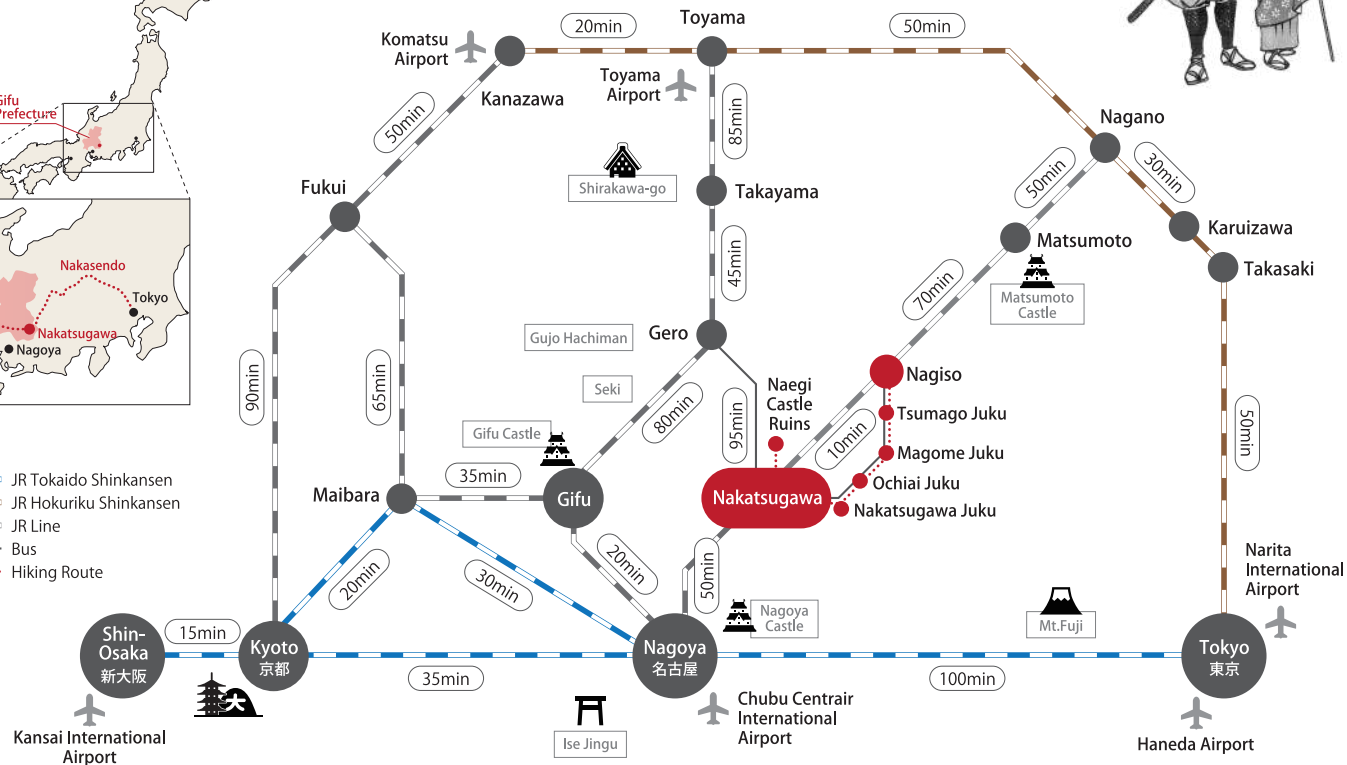 Gifu
Prefecture
Nakasendo
Tokyo
Nakatsugawa
Nagoya
JR Tokaido Shinkansen
JR Hokuriku Shinkansen
JR Line
Bus
Hiking Route
Komatsu
Airport
20min
Toyama
50min
Kanazawa
Toyama
Airport
50min
85min
Nagano
Shirakawa-go
Takayama
50min
30min
Fukui
Karuizawa
Matsumoto
Takasaki
45min
70min
Matsumoto
Castle
Gujo Hachiman
Gero
90min
65min
Seki
80min
95min
Naegi
Castle
Ruins
Nagiso
10min
Tsumago Juku
50min
Gifu Castle
Magome Juku
35min
Ochiai Juku
Maibara
Gifu
Nakatsugawa
Nakatsugawa Juku
20min
30min
20min
50min
Narita
International
Airport
Nagoya
Castle
Mt.Fuji
Shin-
Osaka
新大阪
15min
Kyoto
京都
35min
Nagoya
名古屋
100min
Tokyo
東京
大
Kansai International
Airport
Ise Jingu
Chubu Centrair
International
Airport
Haneda Airport